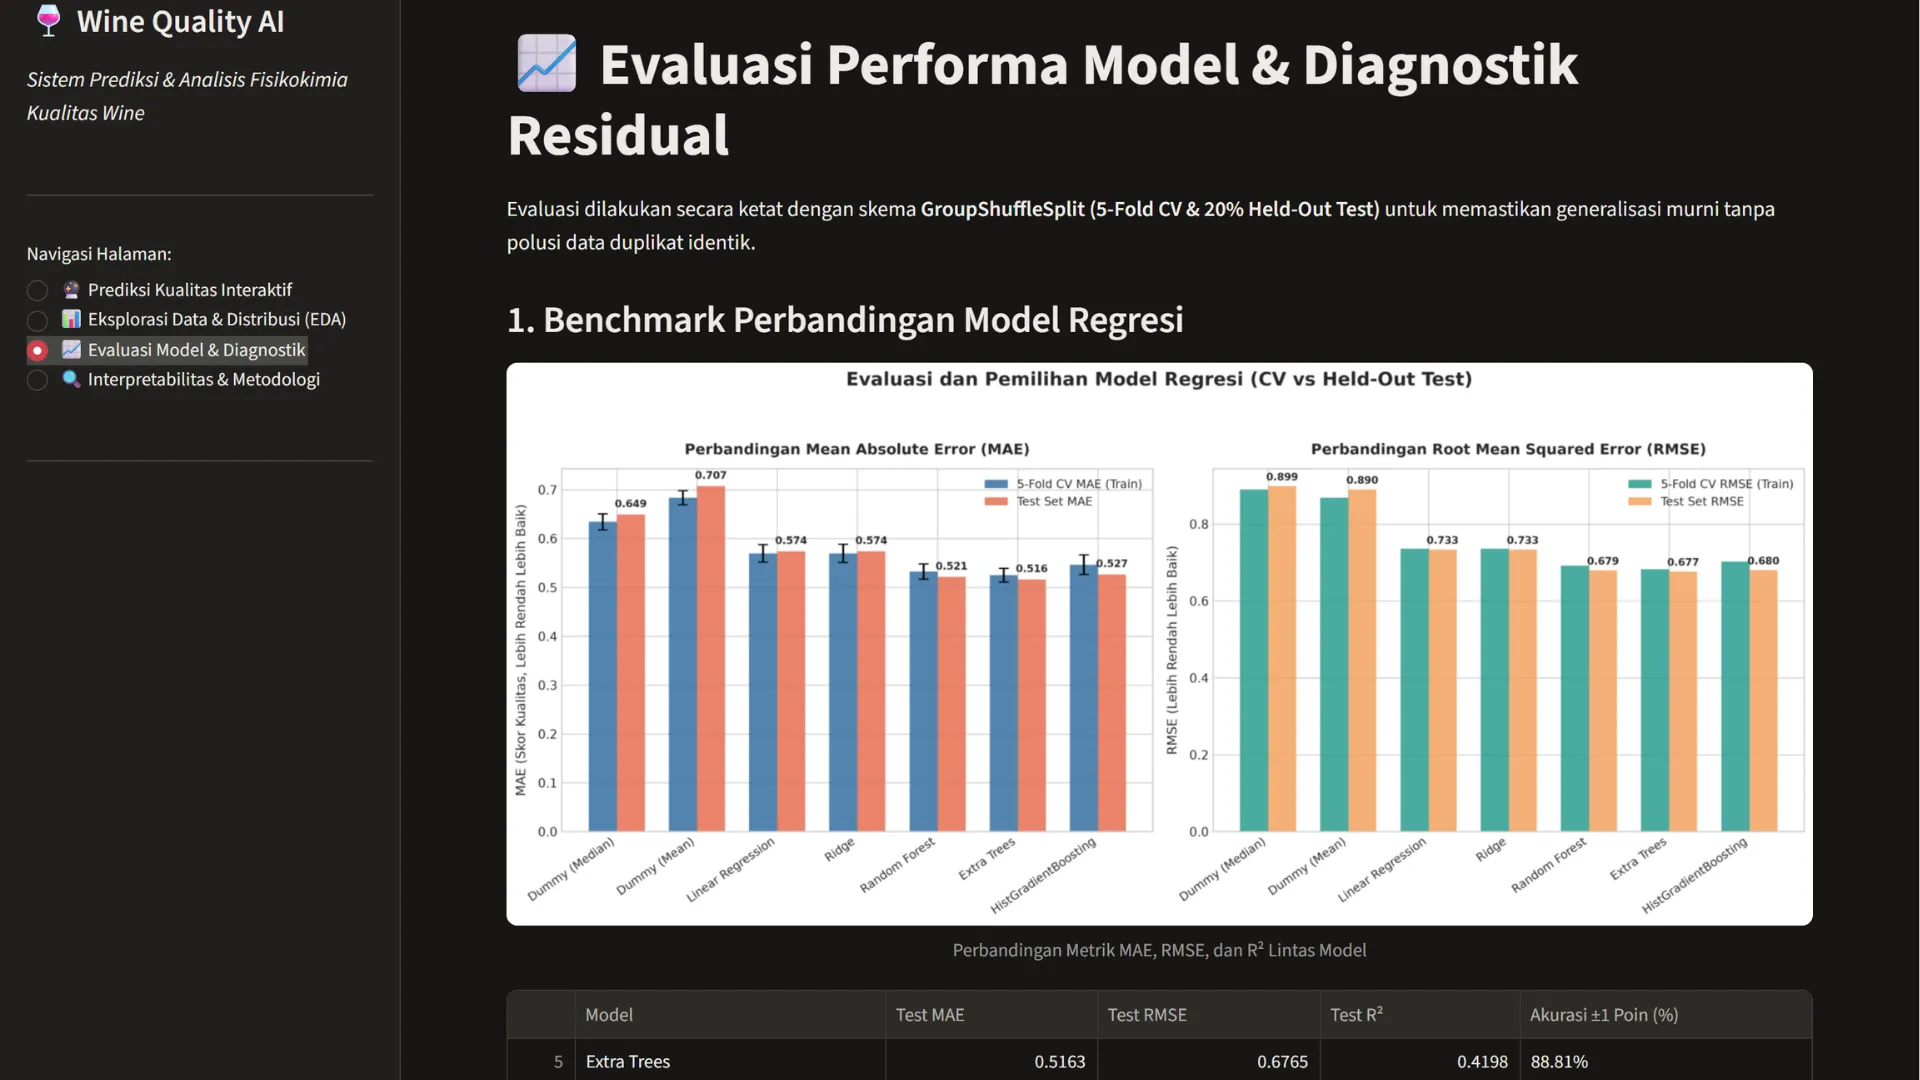 Wine Quality AI
Sistem Prediksi & Analisis Fisikokimia
Kualitas Wine
Navigasi Halaman:
Prediksi Kualitas Interaktif
Eksplorasi Data & Distribusi (EDA)
Evaluasi Model & Diagnostik
Interpretabilitas & Metodologi
Evaluasi Performa Model & Diagnostik
Residual
Evaluasi dilakukan secara ketat dengan skema GroupShuffleSplit (5-Fold CV & 20% Held-Out Test) untuk memastikan generalisasi murni tanpa
polusi data duplikat identik.
1. Benchmark Perbandingan Model Regresi
Evaluasi dan Pemilihan Model Regresi (CV vs Held-Out Test)
Perbandingan Mean Absolute Error (MAE)
MAE (Skor Kualitas, Lebih Rendah Lebih Baik)
0.7
0.6
0.5
0.4
0.3
0.2
0.1
0.0
0.649
0.707
0.574
0.574
0.521
0.516
0.527
5-Fold CV MAE (Train)
Test Set MAE
Dummy (Median)
Dummy (Mean)
Linear Regression
Ridge
Random Forest
Extra Trees
HistGradientBoosting
Perbandingan Root Mean Squared Error (RMSE)
RMSE (Lebih Rendah Lebih Baik)
0.8
0.6
0.4
0.2
0.0
0.899
0.890
0.733
0.733
0.679
0.677
0.680
5-Fold CV RMSE (Train)
Test Set RMSE
Dummy (Median)
Dummy (Mean)
Linear Regression
Ridge
Random Forest
Extra Trees
HistGradientBoosting
Perbandingan Metrik MAE, RMSE, dan R² Lintas Model
Model Test MAE Test RMSE Test R² Akurasi ±1 Poin (%)
5 Extra Trees 0.5163 0.6765 0.4198 88.81%